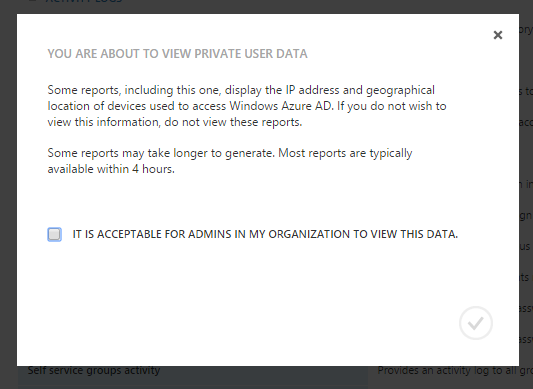 ACTIVITY LOGS
YOU ARE ABOUT TO VIEW PRIVATE USER DATA
Some reports, including this one, display the IP address and geographical
location of devices used to access Windows Azure AD. If you do not wish to
view this information, do not view these reports.
Some reports may take longer to generate. Most reports are typically
available within 4 hours.
IT IS ACCEPTABLE FOR ADMINS IN MY ORGANIZATION TO VIEW THIS DATA.
Self service groups activity
Provides an activity log to all